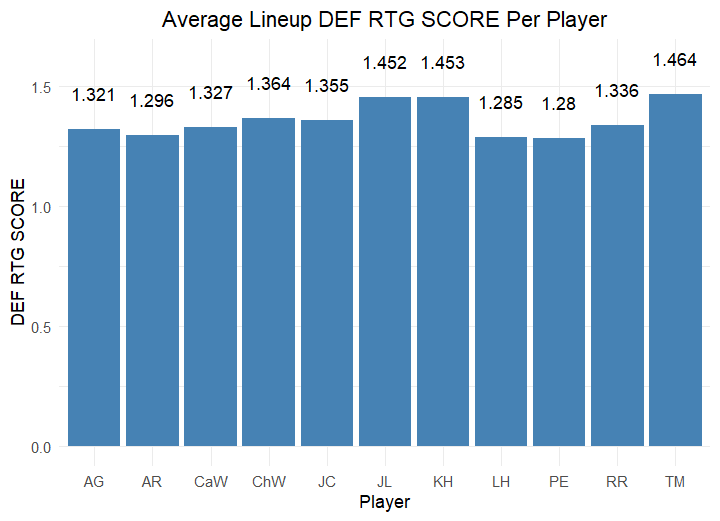 Average Lineup DEF RTG SCORE Per Player
1.321 1.296 1.327 1.364 1.355 1.452 1.453 1.285 1.28 1.336 1.464
DEF RTG SCORE
1.5
1.0
0.5
0.0
AG AR CaW ChW JC JL KH LH PE RR TM
Player